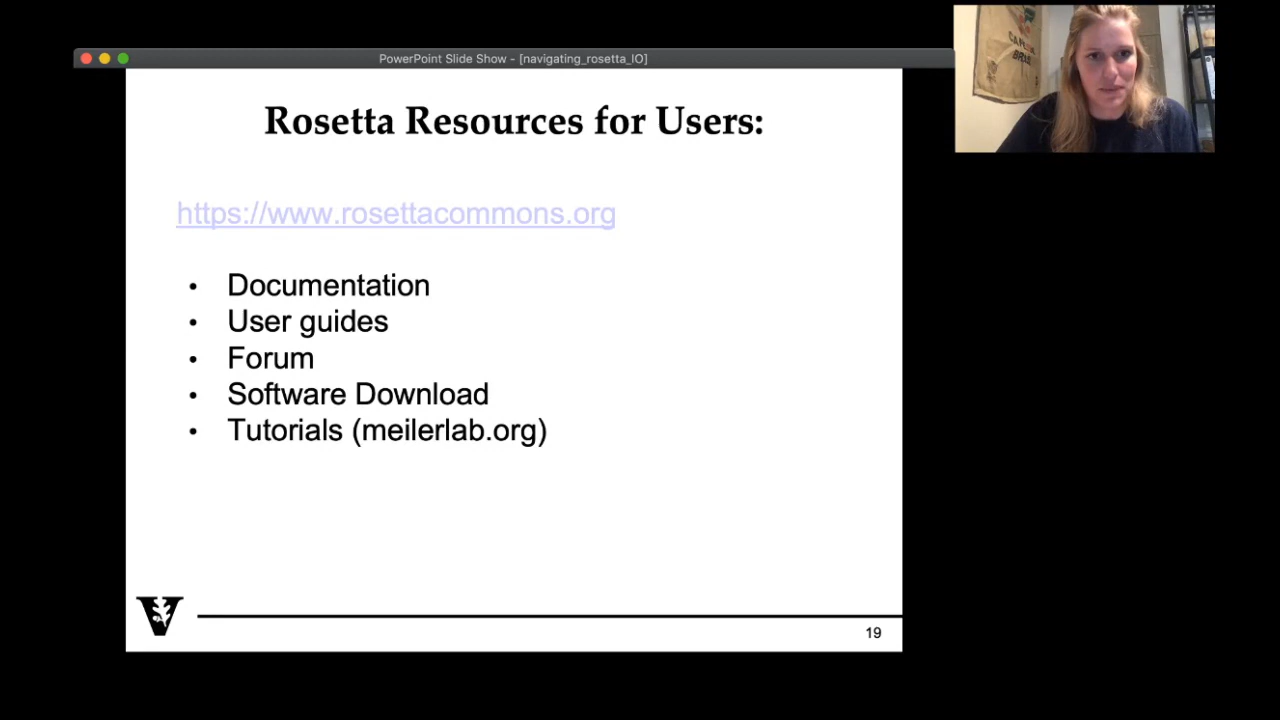 PowerPoint Slide Show - [navigating_rosetta_IO]
Rosetta Resources for Users:
https://www.rosettacommons.org
• Documentation
• User guides
• Forum
• Software Download
• Tutorials (meilerlab.org)
V
19